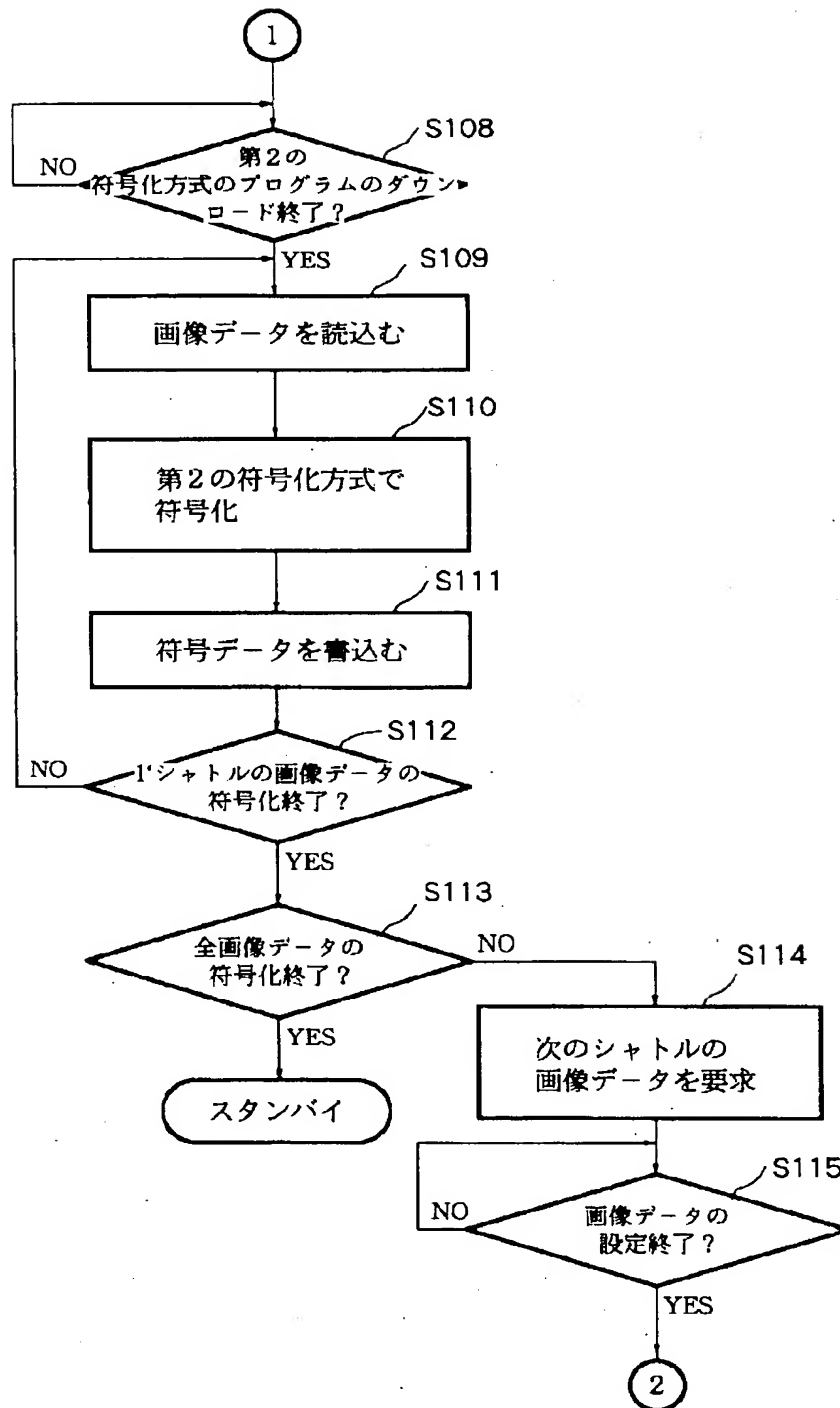 1
S108
NO
第2の
符号化方式のプログラムのダウン
ロード終了？
YES
S109
画像データを読込む
S110
第2の符号化方式で
符号化
S111
符号データを書込む
S112
NO
1シャトルの画像データの
符号化終了？
YES
S113
全画像データの
符号化終了？
NO
YES
スタンバイ
S114
次のシャトルの
画像データを要求
S115
NO
画像データの
設定終了？
YES
2